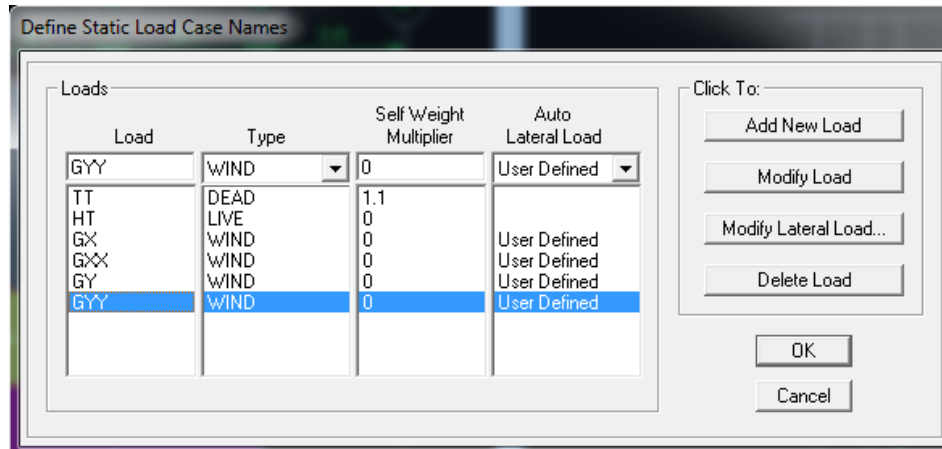 Define Static Load Case Names
Loads
Click To:
Load Type Self Weight Multiplier Auto Lateral Load
GYY WIND 0 User Defined
TT DEAD 1.1
HT LIVE 0
GX WIND 0 User Defined
GXX WIND 0 User Defined
GY WIND 0 User Defined
GYY WIND 0 User Defined
Add New Load
Modify Load
Modify Lateral Load...
Delete Load
OK
Cancel